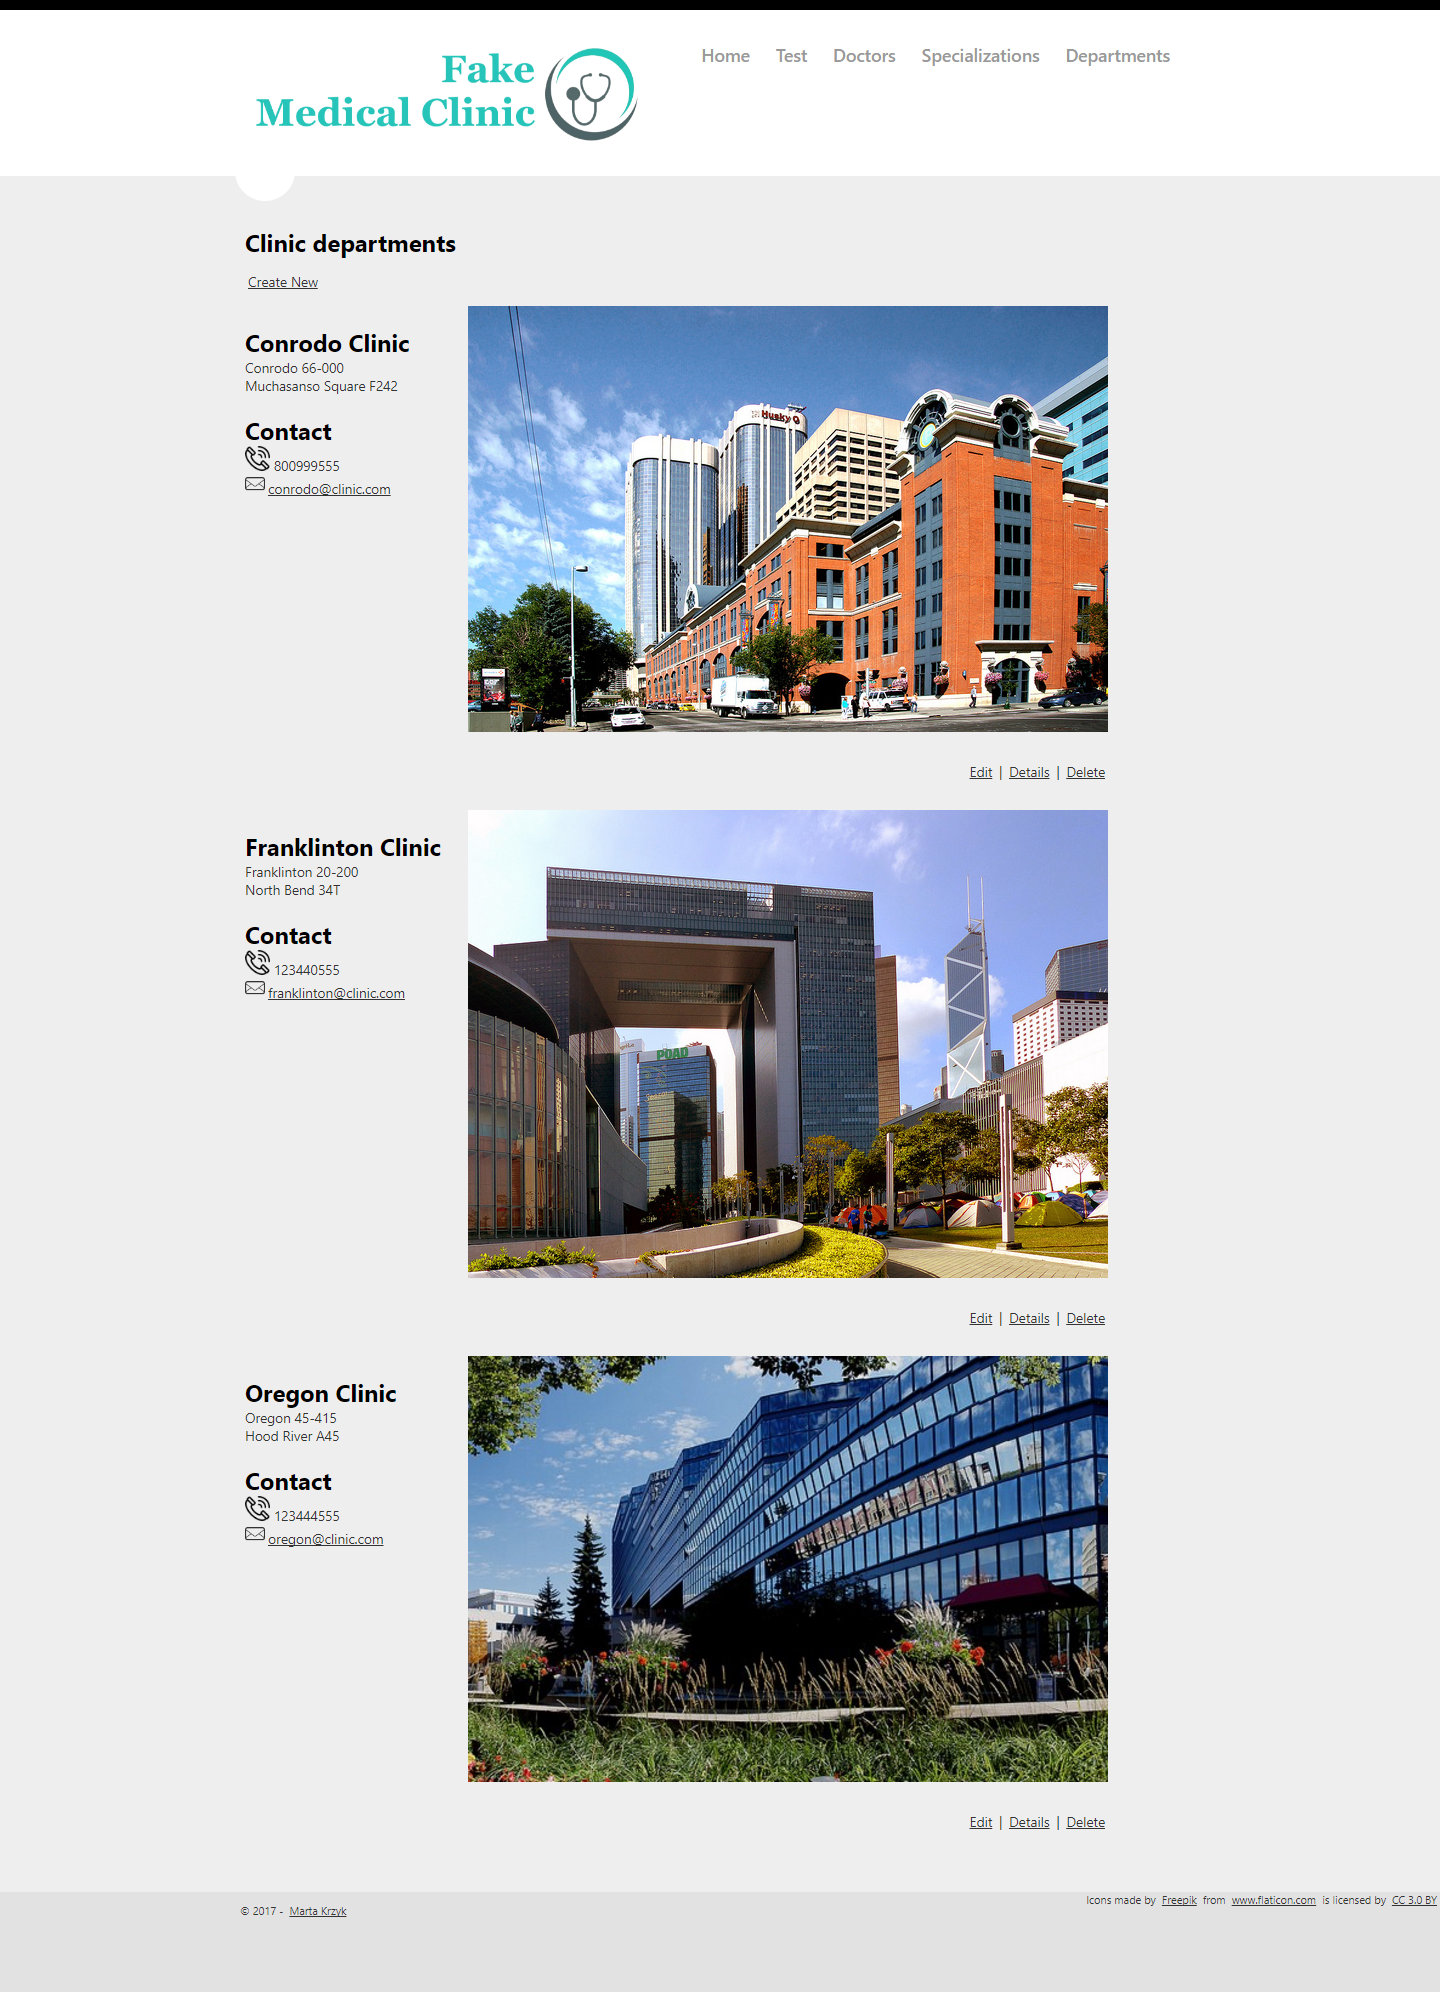 Fake
Medical Clinic
Home Test Doctors Specializations Departments
Clinic departments
Create New
Conrodo Clinic
Conrodo 66-000
Muchasanso Square F242
Contact
800999555
conrodo@clinic.com
Husky
Edit | Details | Delete
Franklinton Clinic
Franklinton 20-200
North Bend 34T
Contact
123440555
franklinton@clinic.com
POAD
Edit | Details | Delete
Oregon Clinic
Oregon 45-415
Hood River A45
Contact
123444555
oregon@clinic.com
Edit | Details | Delete
Icons made by Freepik from www.flaticon.com is licensed by CC 3.0 BY
© 2017 - Marta Krzyk